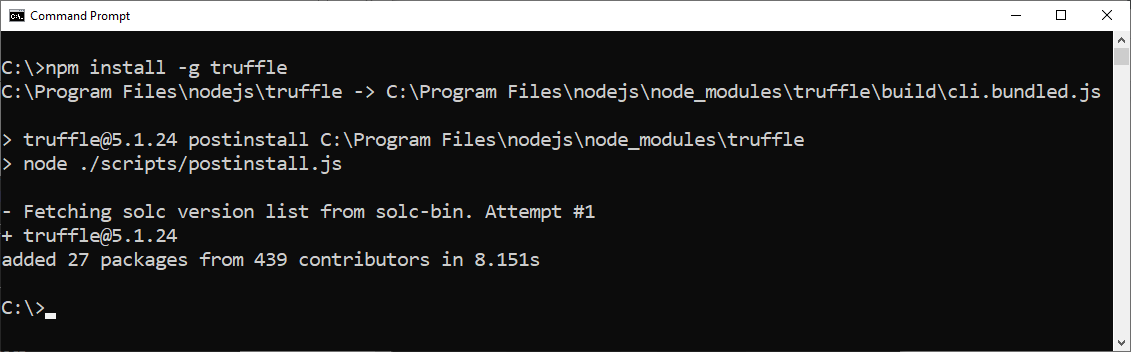 Command Prompt
C:\>npm install -g truffle
C:\Program Files\nodejs\truffle -> C:\Program Files\nodejs\node_modules\truffle\build\cli.bundled.js
> truffle@5.1.24 postinstall C:\Program Files\nodejs\node_modules\truffle
> node ./scripts/postinstall.js
- Fetching solc version list from solc-bin. Attempt #1
+ truffle@5.1.24
added 27 packages from 439 contributors in 8.151s
C:\>